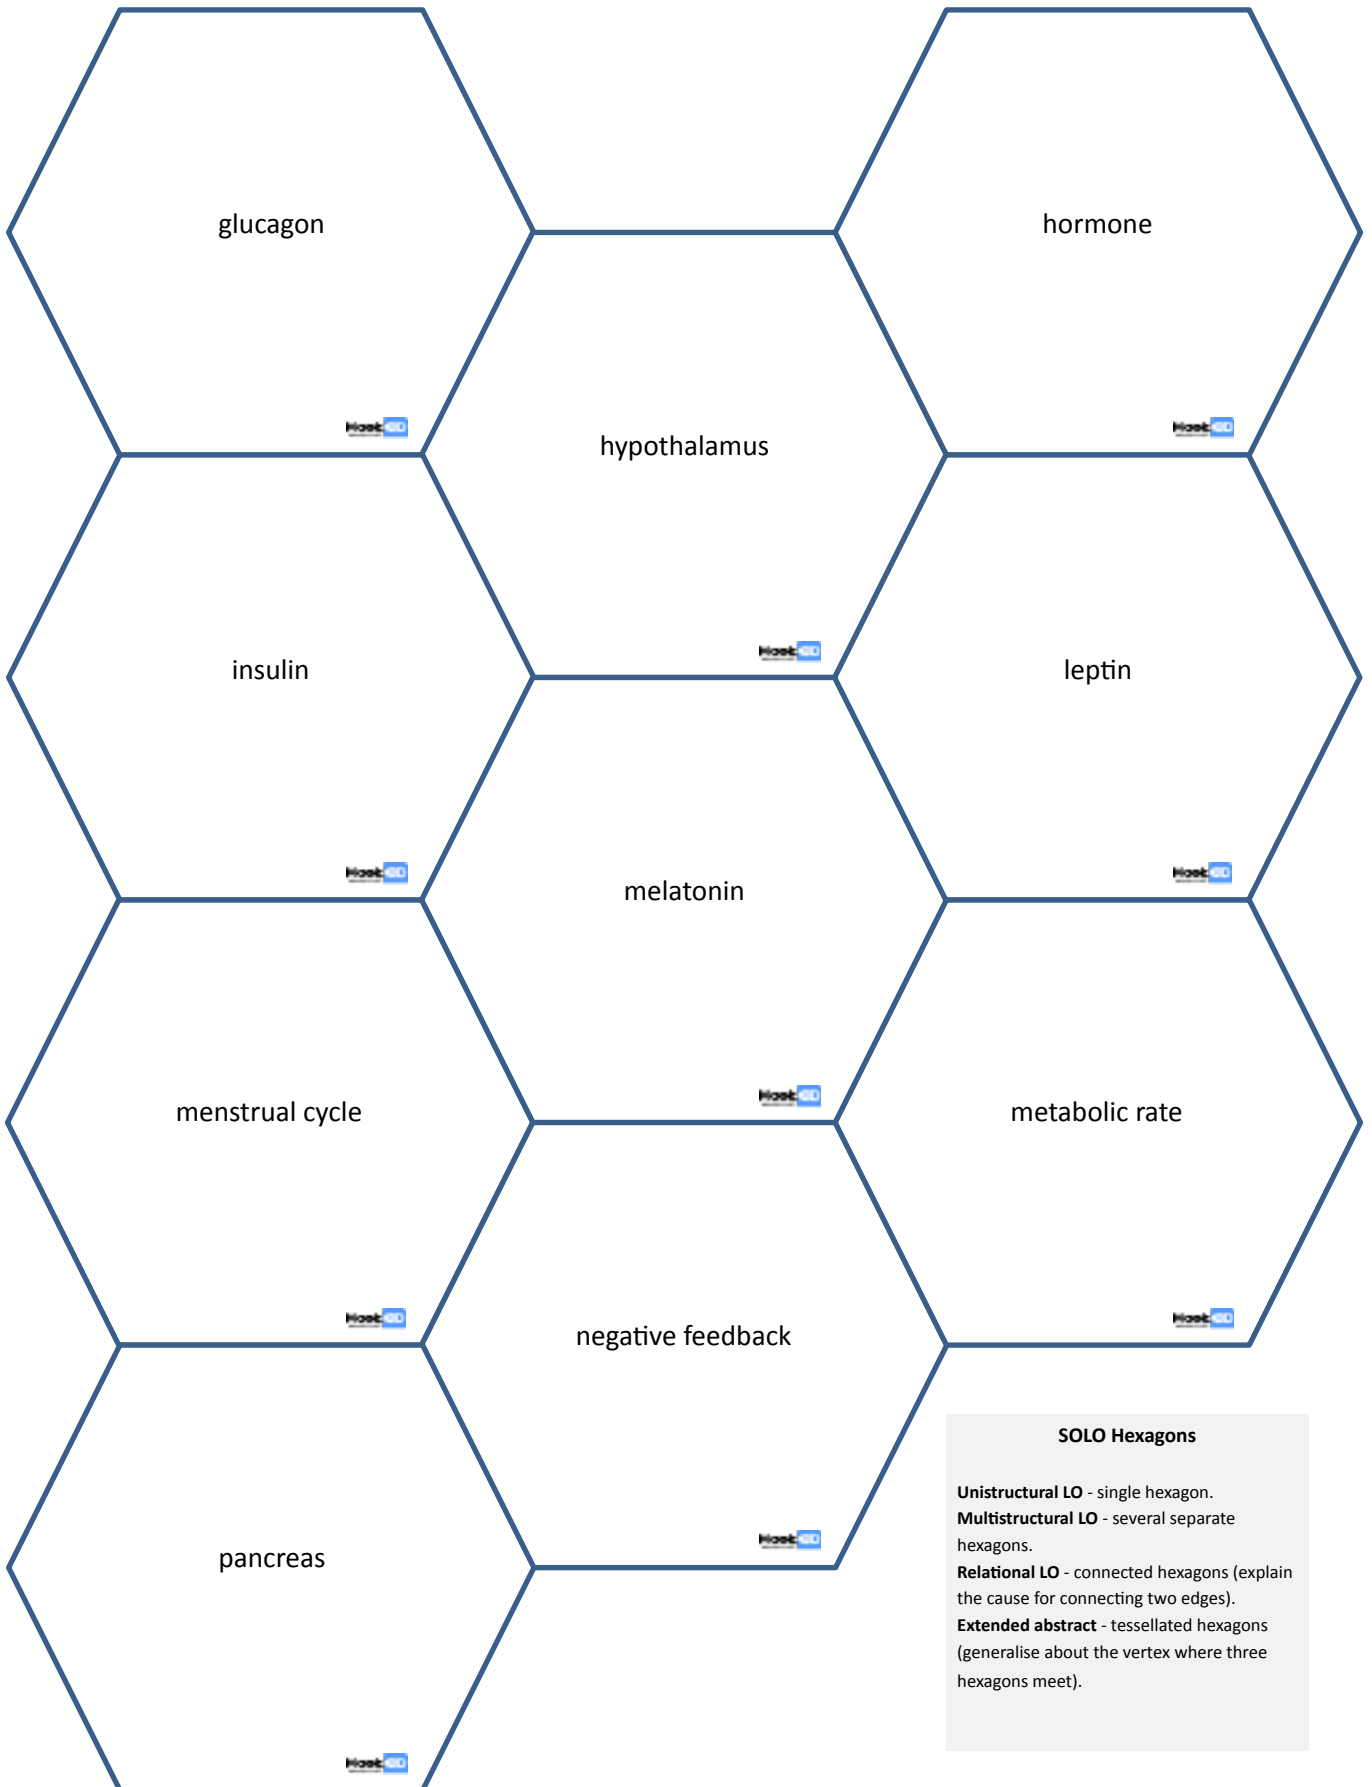 glucagon
hormone
hypothalamus
insulin
leptin
melatonin
menstrual cycle
metabolic rate
negative feedback
pancreas
SOLO Hexagons
Unistructural LO - single hexagon.
Multistructural LO - several separate
hexagons.
Relational LO - connected hexagons (explain
the cause for connecting two edges).
Extended abstract - tessellated hexagons
(generalise about the vertex where three
hexagons meet).